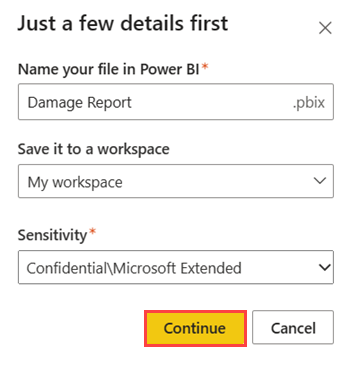 Just a few details first
Name your file in Power BI*
Damage Report .pbix
Save it to a workspace
My workspace
Sensitivity*
Confidential\Microsoft Extended
Continue Cancel